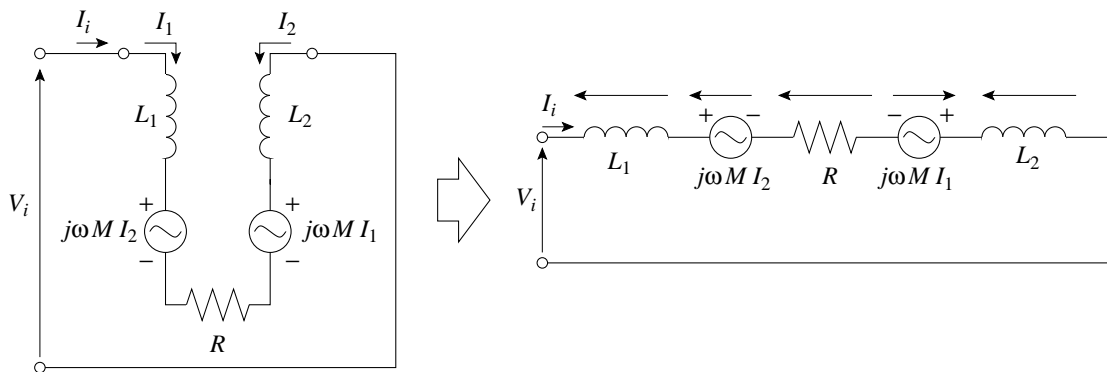 I_i I_1 I_2
L_1 L_2
V_i
+ +
jωM I_2 jωM I_1
− −
R
I_i + − − +
L_1 jωM I_2 R jωM I_1 L_2
V_i